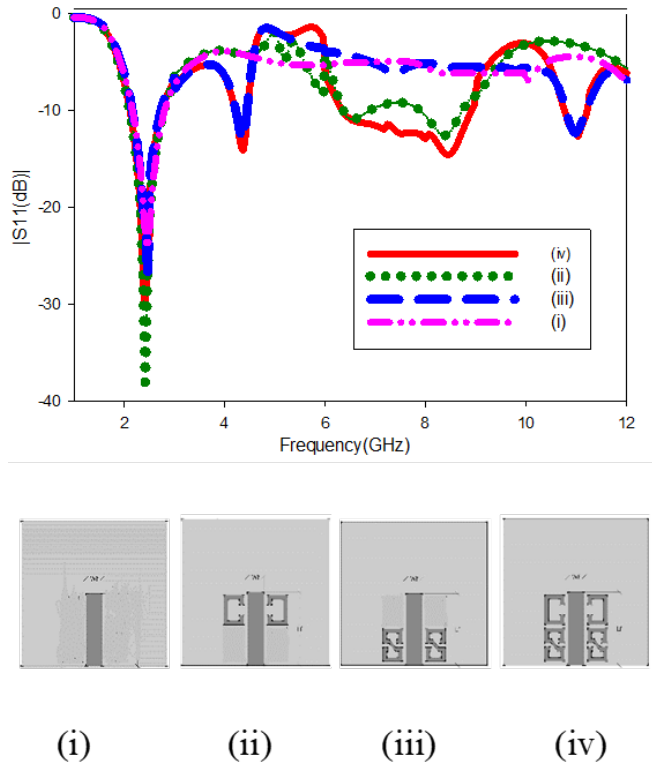 0
-10
-20
-30
-40
|S11(dB)|
(iv)
(ii)
(iii)
(i)
2 4 6 8 10 12
Frequency(GHz)
(i) (ii) (iii) (iv)